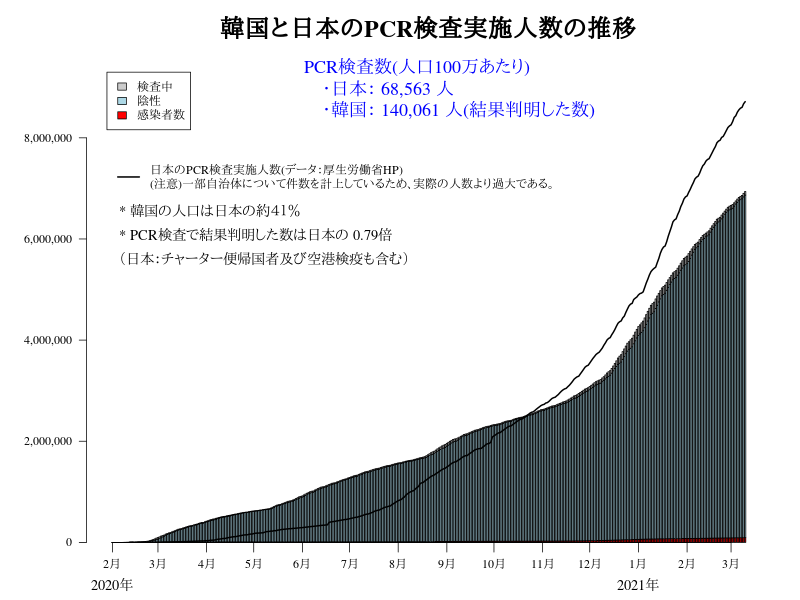 韓国と日本のPCR検査実施人数の推移
PCR検査数(人口100万あたり)
・日本： 68,563 人
・韓国： 140,061 人(結果判明した数)
検査中
陰性
感染者数
日本のPCR検査実施人数(データ：厚生労働省HP)
(注意)一部自治体について件数を計上しているため、実際の人数より過大である。
* 韓国の人口は日本の約41％
* PCR検査で結果判明した数は日本の 0.79倍
（日本：チャーター便帰国者及び空港検疫も含む）
8,000,000
6,000,000
4,000,000
2,000,000
0
2月 3月 4月 5月 6月 7月 8月 9月 10月 11月 12月 1月 2月 3月
2020年 2021年